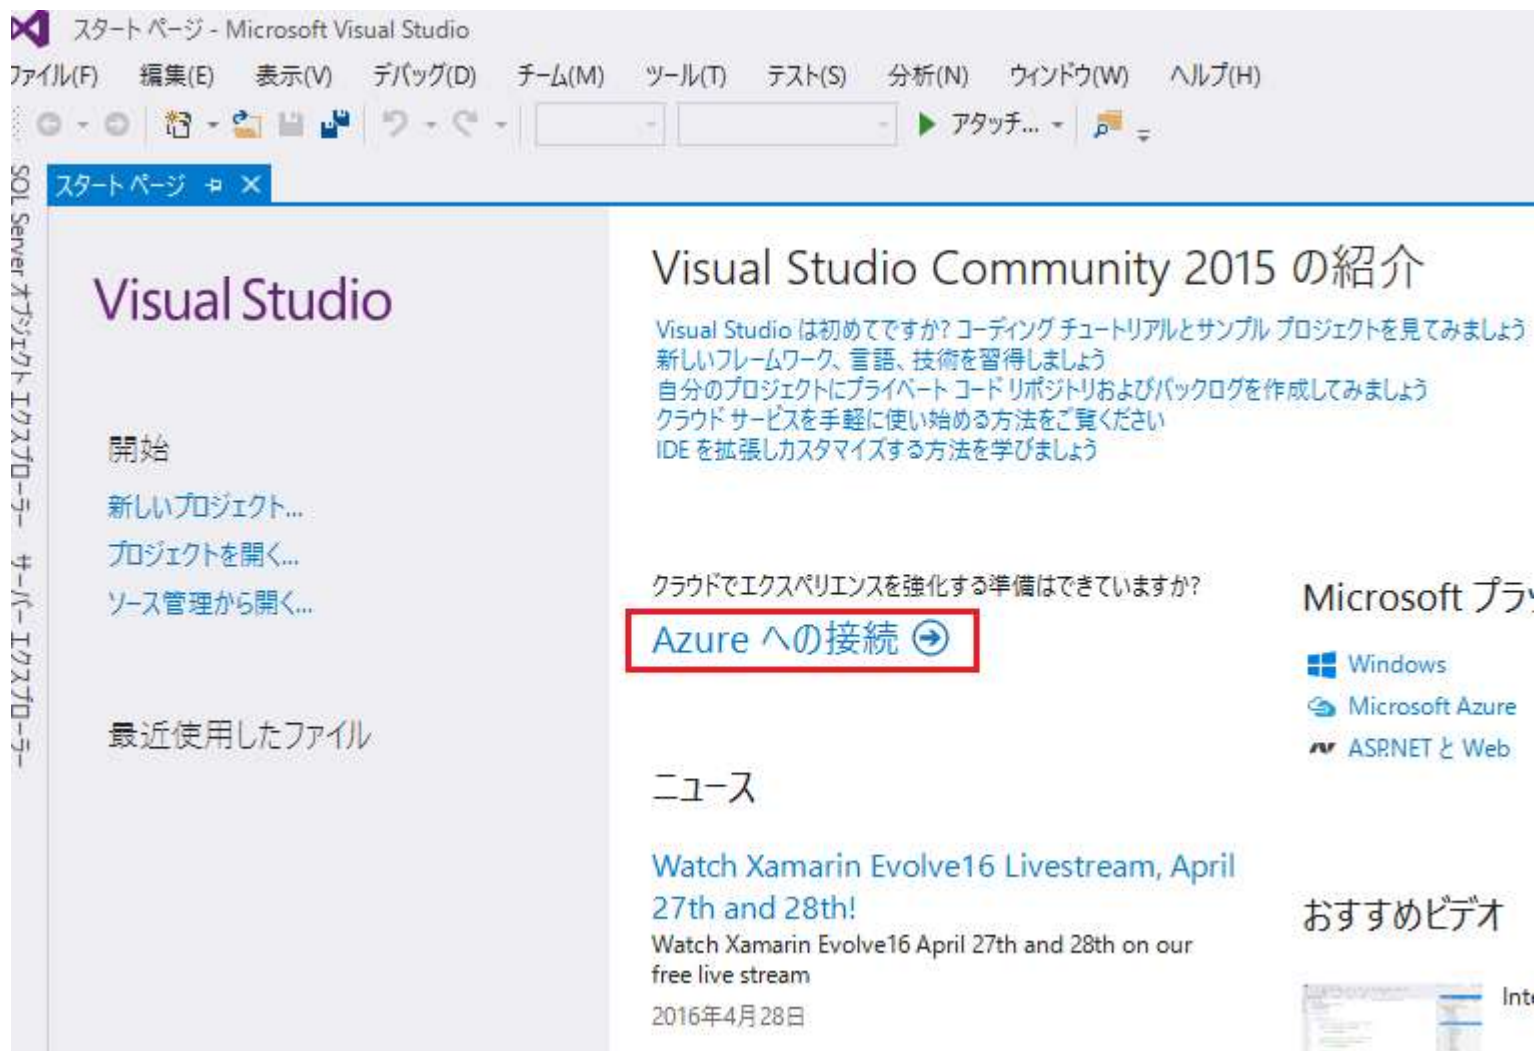 スタート ページ - Microsoft Visual Studio
ファイル(F) 編集(E) 表示(V) デバッグ(D) チーム(M) ツール(T) テスト(S) 分析(N) ウィンドウ(W) ヘルプ(H)
アタッチ...
スタート ページ
SQL Server オブジェクト エクスプローラー
サーバー エクスプローラー
Visual Studio
開始
新しいプロジェクト...
プロジェクトを開く...
ソース管理から開く...
最近使用したファイル
Visual Studio Community 2015 の紹介
Visual Studio は初めてですか? コーディング チュートリアルとサンプル プロジェクトを見てみましょう
新しいフレームワーク、言語、技術を習得しましょう
自分のプロジェクトにプライベート コード リポジトリおよびバックログを作成してみましょう
クラウド サービスを手軽に使い始める方法をご覧ください
IDE を拡張しカスタマイズする方法を学びましょう
クラウドでエクスペリエンスを強化する準備はできていますか?
Azure への接続
ニュース
Watch Xamarin Evolve16 Livestream, April
27th and 28th!
Watch Xamarin Evolve16 April 27th and 28th on our
free live stream
2016年4月28日
Microsoft プラッ
Windows
Microsoft Azure
ASP.NET と Web
おすすめビデオ